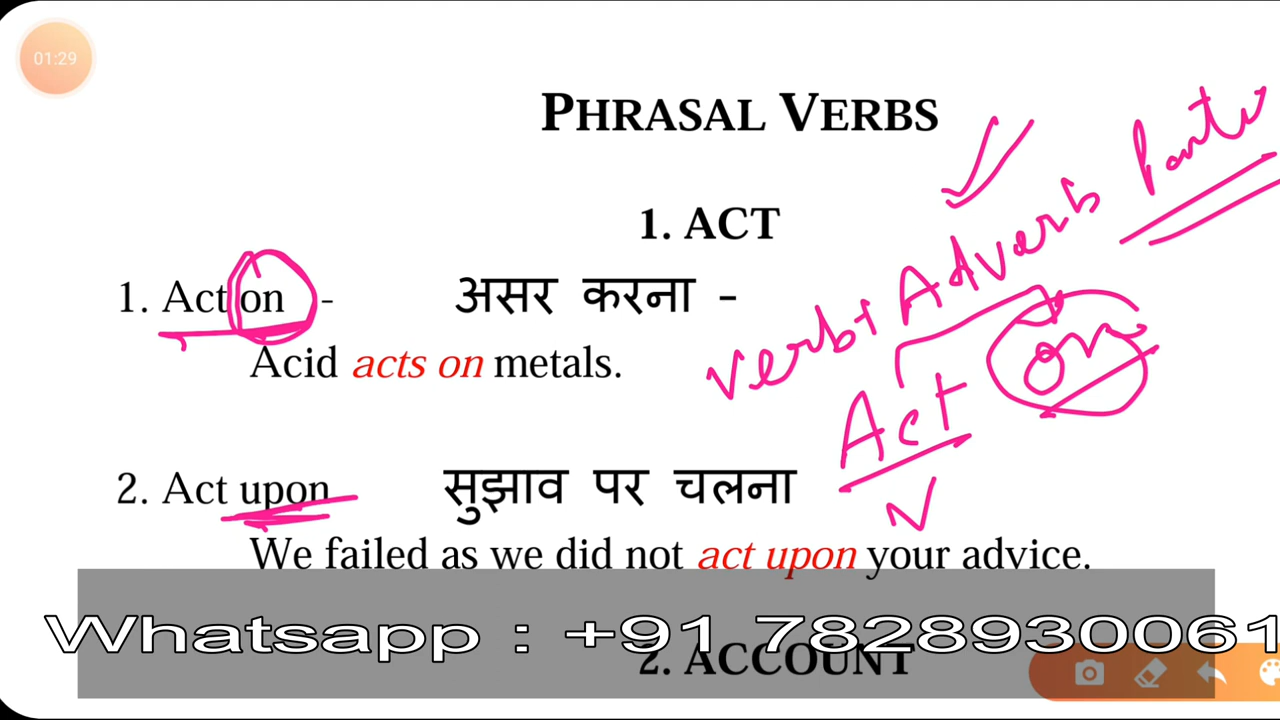 01:29
PHRASAL VERBS
1. ACT
1. Act on - असर करना -
Acid acts on metals.
verb + Adverb
Act on
2. Act upon सुझाव पर चलना
We failed as we did not act upon your advice.
Whatsapp : +91 7828930061
2. ACCOUNT